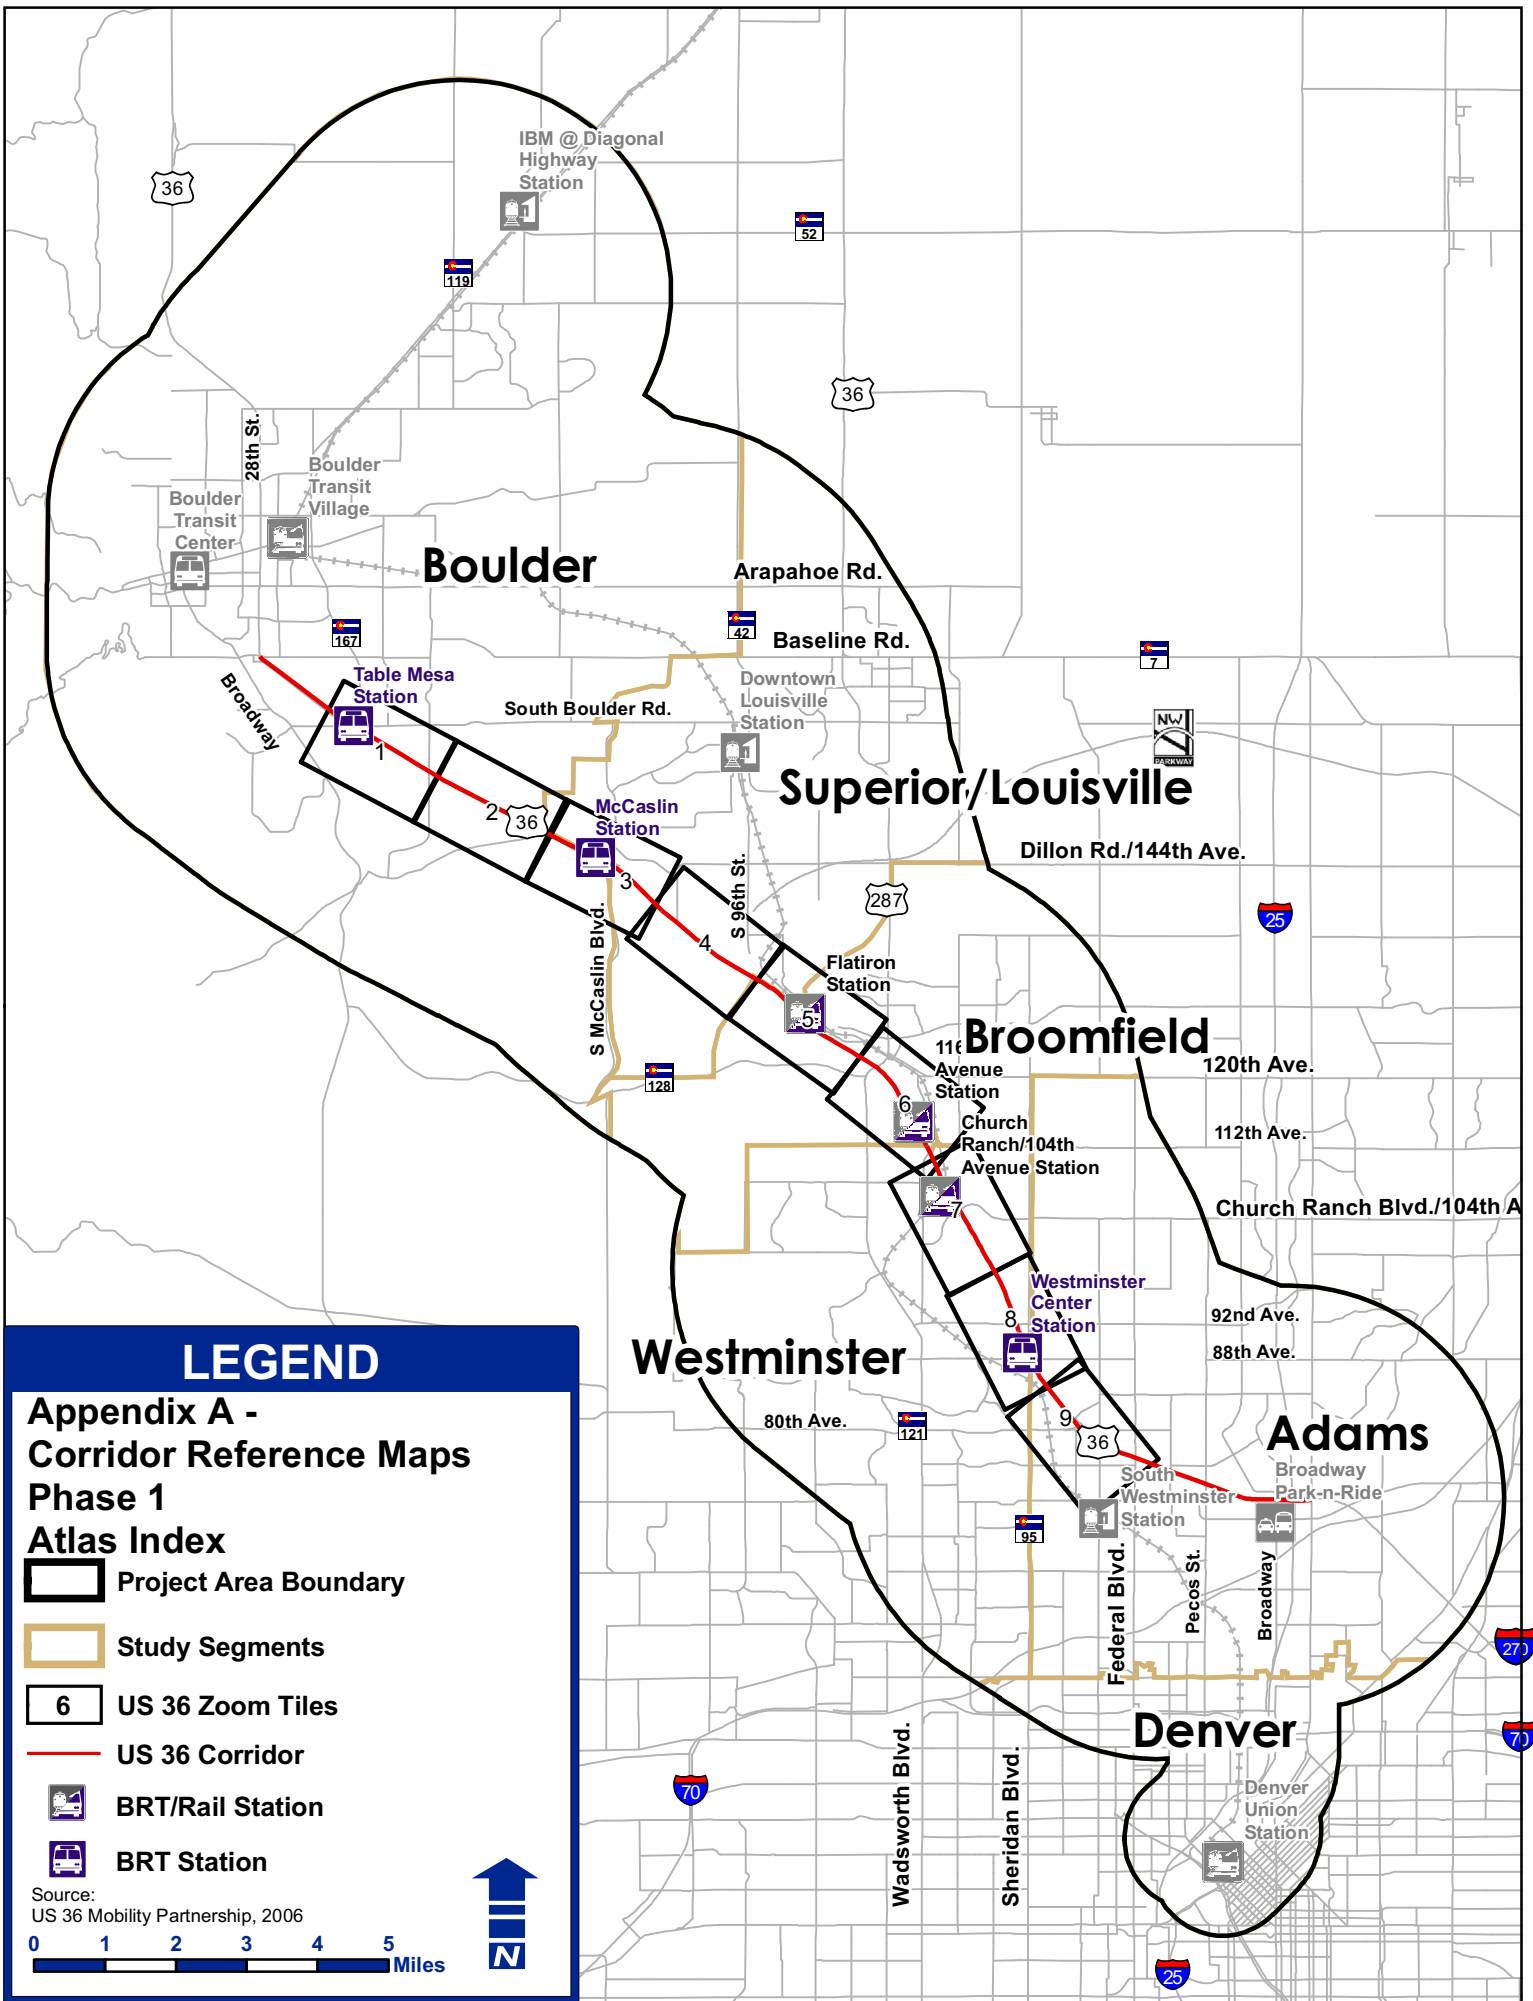 IBM @ Diagonal
Highway
Station
36
52
119
36
28th St.
Boulder
Transit
Village
Boulder
Transit
Center
Boulder
Arapahoe Rd.
42
Baseline Rd.
167
7
Broadway
Table Mesa
Station
South Boulder Rd.
Downtown
Louisville
Station
NW
PARKWAY
1
2
36
McCaslin
Station
Superior/Louisville
3
Dillon Rd./144th Ave.
S 96th St.
287
25
4
S McCaslin Blvd.
Flatiron
Station
5
Broomfield
116
Avenue
Station
120th Ave.
128
6
Church
Ranch/104th
Avenue Station
112th Ave.
7
Church Ranch Blvd./104th A
Westminster
Center
Station
8
92nd Ave.
88th Ave.
Westminster
80th Ave.
121
9
36
Adams
South
Westminster
Station
Broadway
Park-n-Ride
95
Federal Blvd.
Pecos St.
Broadway
270
Denver
70
Wadsworth Blvd.
Sheridan Blvd.
70
Denver
Union
Station
25
LEGEND
Appendix A -
Corridor Reference Maps
Phase 1
Atlas Index
Project Area Boundary
Study Segments
6 US 36 Zoom Tiles
US 36 Corridor
BRT/Rail Station
BRT Station
Source:
US 36 Mobility Partnership, 2006
0 1 2 3 4 5
Miles
N